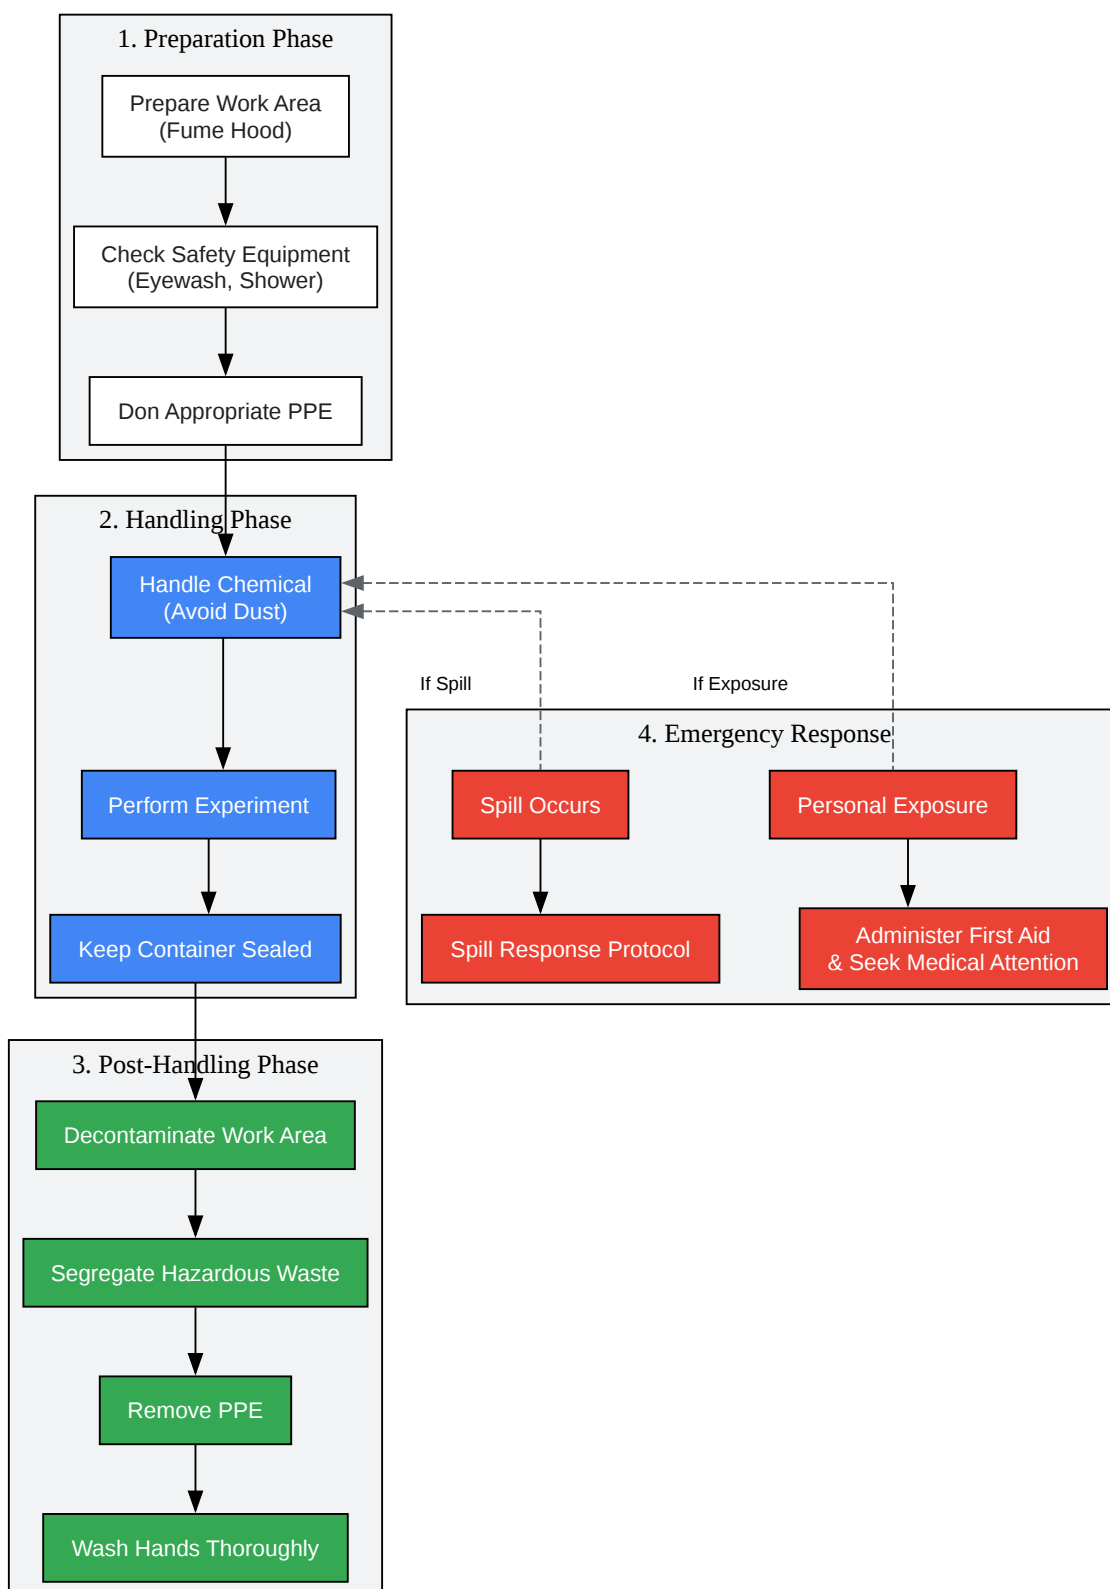 1. Preparation Phase
Prepare Work Area
(Fume Hood)
Check Safety Equipment
(Eyewash, Shower)
Don Appropriate PPE
2. Handling Phase
Handle Chemical
(Avoid Dust)
Perform Experiment
Keep Container Sealed
If Spill
If Exposure
4. Emergency Response
Spill Occurs
Personal Exposure
Spill Response Protocol
Administer First Aid
& Seek Medical Attention
3. Post-Handling Phase
Decontaminate Work Area
Segregate Hazardous Waste
Remove PPE
Wash Hands Thoroughly